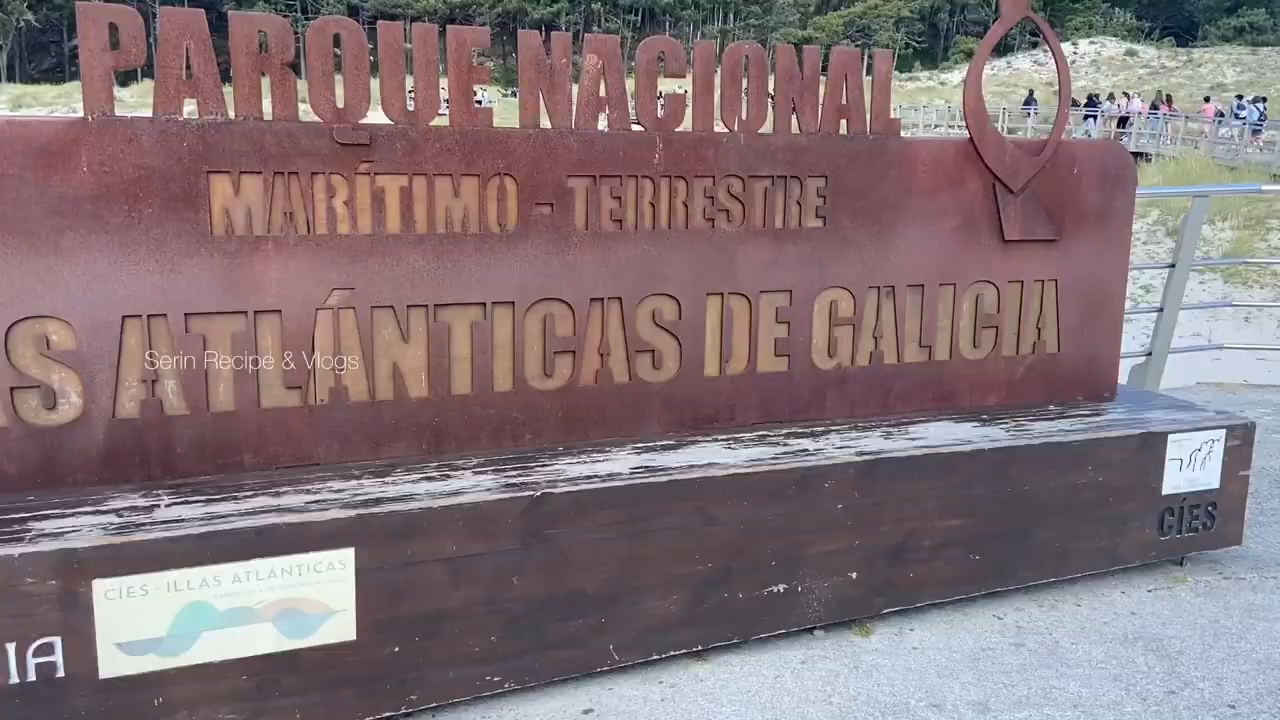 PARQUE NACIONAL
MARÍTIMO - TERRESTRE
AS ATLÁNTICAS DE GALICIA
Serin Recipe & Vlogs
CÍES
CÍES - ILLAS ATLÁNTICAS
IA